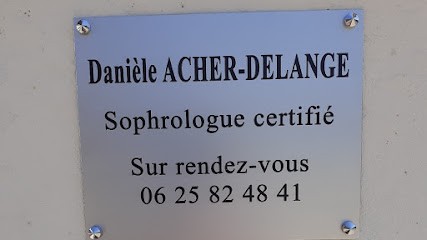 Danièle ACHER-DELANGE
Sophrologue certifié
Sur rendez-vous
06 25 82 48 41